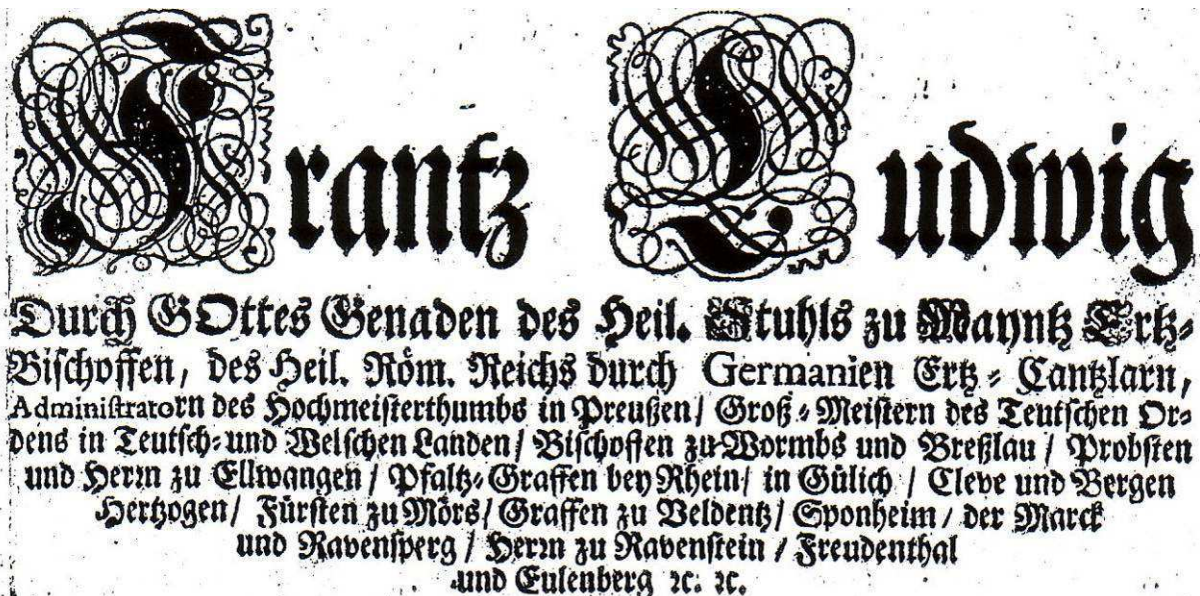 Frantz Ludwig
Durch GOttes Genaden des Heil. Stuhls zu Mayntz Ertz-
Bischoffen, des Heil. Röm. Reichs durch Germanien Ertz-Cantzlarn,
Administratorn des Hochmeisterthumbs in Preußen/ Groß-Meistern des Teutschen Or-
dens in Teutsch- und Welschen Landen/ Bischoffen zu Wormbs und Breßlau/ Probsten
und Herrn zu Ellwangen/ Pfaltz-Graffen bey Rhein/ in Gülich/ Cleve und Bergen
Hertzogen/ Fürsten zu Mörs/ Graffen zu Veldentz/ Sponheim/ der Marck
und Ravensperg/ Herrn zu Ravenstein/ Freudenthal
und Eulenberg ꝛc. ꝛc.